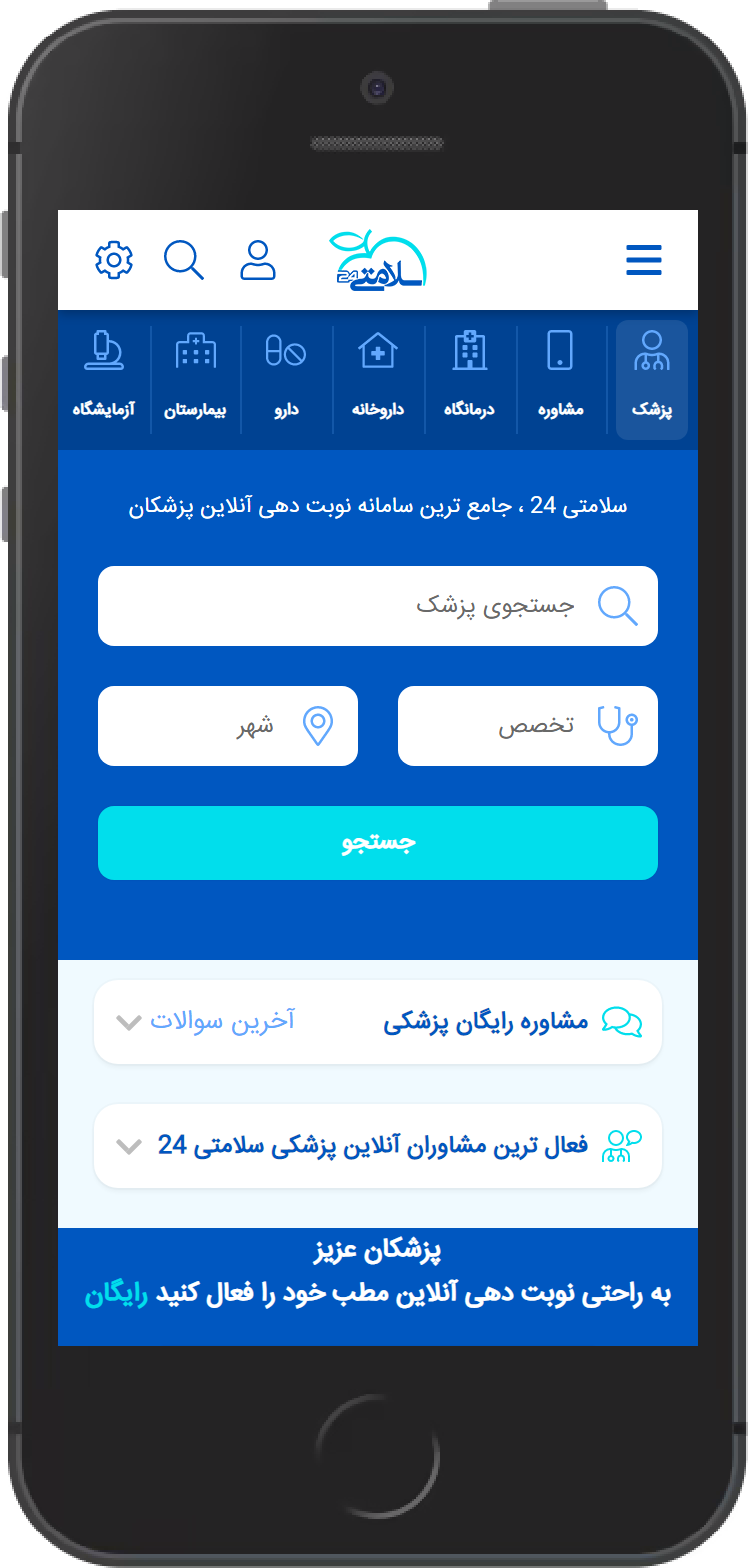 سلامتی 24
پزشک
مشاوره
درمانگاه
داروخانه
دارو
بیمارستان
آزمایشگاه
سلامتی 24 ، جامع ترین سامانه نوبت دهی آنلاین پزشکان
جستجوی پزشک
تخصص
شهر
جستجو
مشاوره رایگان پزشکی آخرین سوالات
فعال ترین مشاوران آنلاین پزشکی سلامتی 24
پزشکان عزیز
به راحتی نوبت دهی آنلاین مطب خود را فعال کنید رایگان